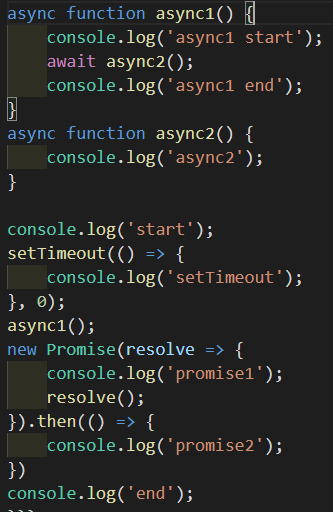 async function async1() {
    console.log('async1 start');
    await async2();
    console.log('async1 end');
}
async function async2() {
    console.log('async2');
}

console.log('start');
setTimeout(() => {
    console.log('setTimeout');
}, 0);
async1();
new Promise(resolve => {
    console.log('promise1');
    resolve();
}).then(() => {
    console.log('promise2');
})
console.log('end');